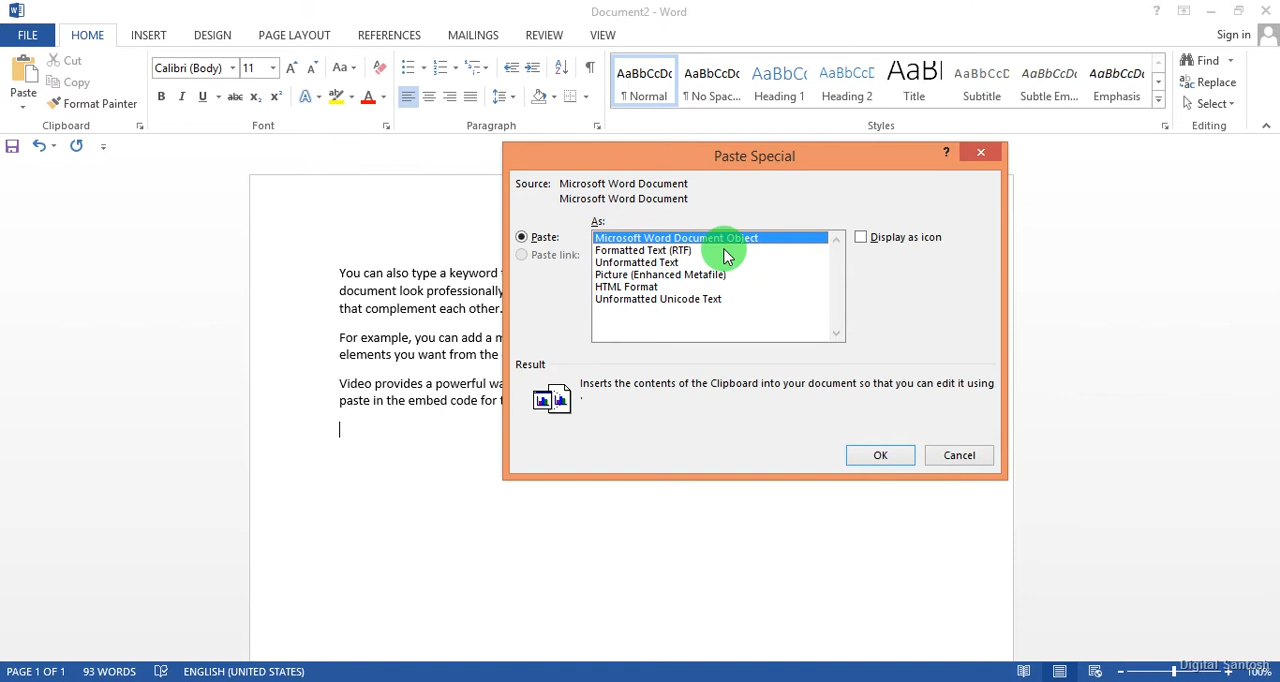 Document2 - Word
?
FILE HOME INSERT DESIGN PAGE LAYOUT REFERENCES MAILINGS REVIEW VIEW Sign in
Paste
Cut
Copy
Format Painter
Clipboard
Calibri (Body) 11 Aa
B I U abc x₂ x² A A
Font
Paragraph
AaBbCcDc AaBbCcDc AaBbCc AaBbCcD AaBl AaBbCcD AaBbCcDc AaBbCcDc
¶ Normal ¶ No Spac... Heading 1 Heading 2 Title Subtitle Subtle Em... Emphasis
Styles
Find
Replace
Select
Editing
You can also type a keyword
document look professionally
that complement each other.
For example, you can add a m
elements you want from the
Video provides a powerful wa
paste in the embed code for t
Paste Special
?
Source: Microsoft Word Document
Microsoft Word Document
As:
Paste:
Paste link:
Microsoft Word Document Object
Formatted Text (RTF)
Unformatted Text
Picture (Enhanced Metafile)
HTML Format
Unformatted Unicode Text
Display as icon
Result
Inserts the contents of the Clipboard into your document so that you can edit it using
.
OK Cancel
PAGE 1 OF 1 93 WORDS ENGLISH (UNITED STATES) 100%
Digital Santosh